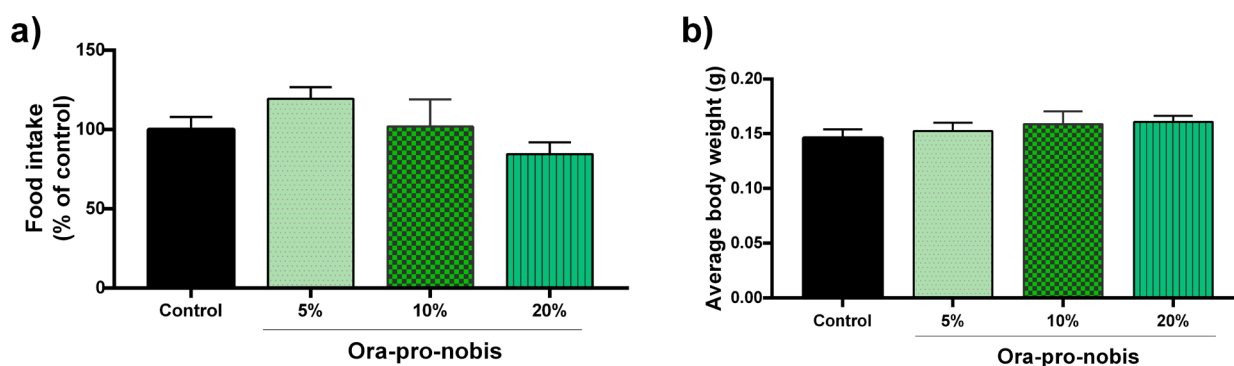 a)
Food intake
(% of control)
150
100
50
0
Control
5%
10%
20%
Ora-pro-nobis
b)
Average body weight (g)
0.20
0.15
0.05
0.05
0.00
Control
5%
10%
20%
Ora-pro-nobis